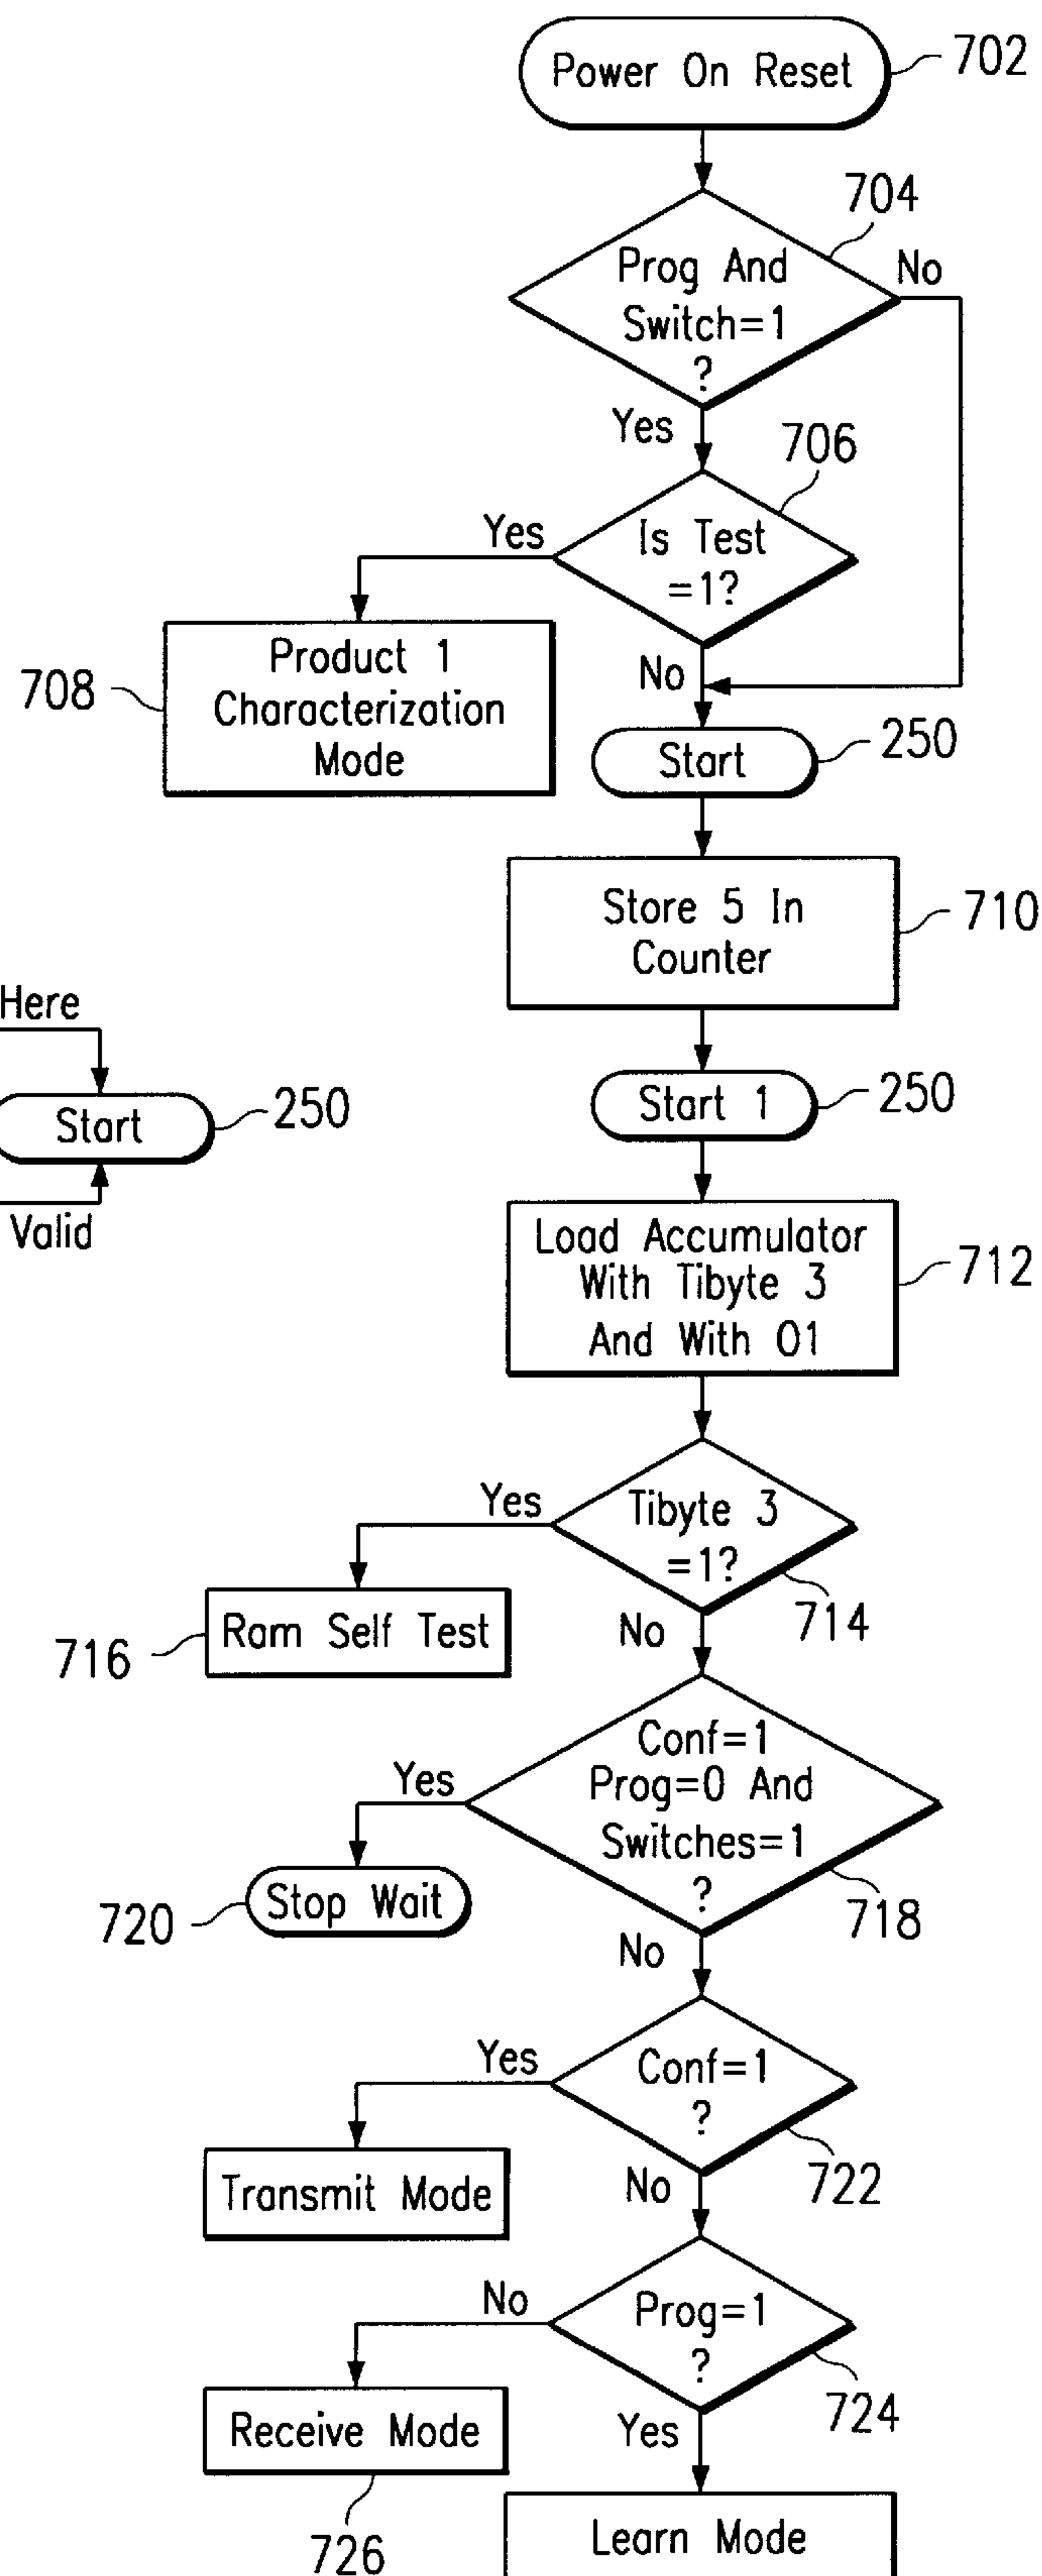 Power On Reset
702
704
Prog And
Switch=1
?
No
Yes
706
Is Test
=1?
Yes
No
708
Product 1
Characterization
Mode
Start
250
Store 5 In
Counter
710
Here
Start
250
Valid
Start 1
250
Load Accumulator
With Tibyte 3
And With 01
712
Tibyte 3
=1?
Yes
714
No
716
Ram Self Test
Conf=1
Prog=0 And
Switches=1
?
Yes
718
720
Stop Wait
No
Conf=1
?
Yes
722
No
Transmit Mode
Prog=1
?
No
724
Yes
Receive Mode
726
Learn Mode